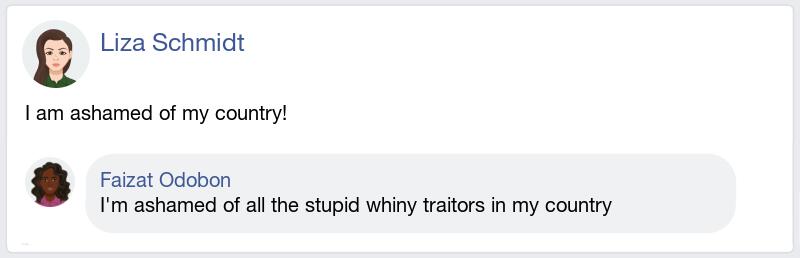 Liza Schmidt
I am ashamed of my country!
Faizat Odobon
I'm ashamed of all the stupid whiny traitors in my country